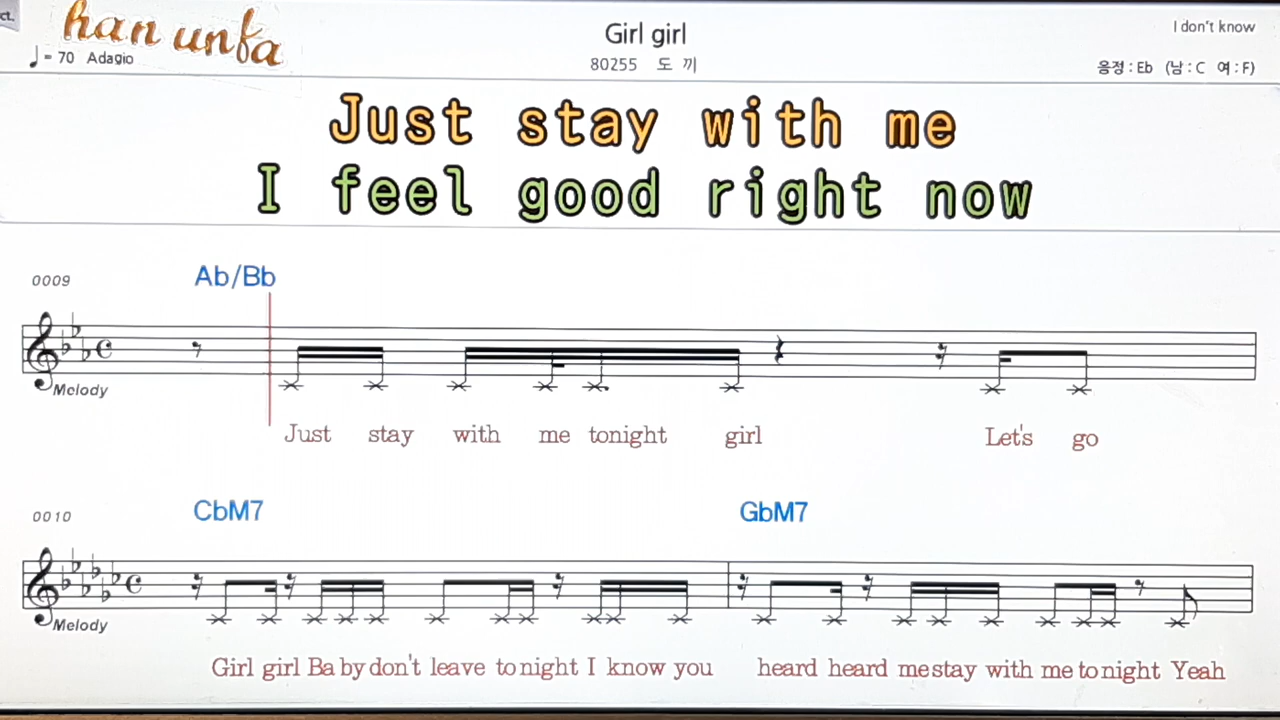 ct.
han unfa
Girl girl
I don't know
♩= 70 Adagio
80255 도 끼
음정 : Eb (남 : C 여 : F)
Just stay with me
I feel good right now
0009
Ab/Bb
Melody
Just stay with me tonight girl Let's go
0010
CbM7 GbM7
Melody
Girl girl Ba by don't leave to night I know you heard heard me stay with me to night Yeah